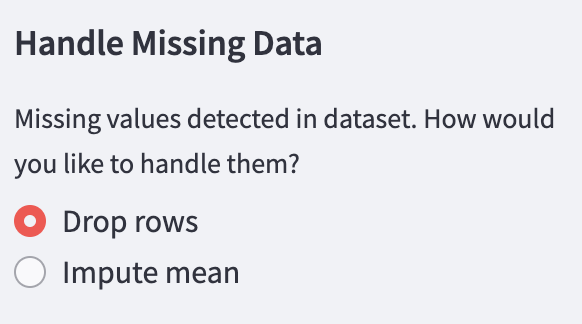 Handle Missing Data
Missing values detected in dataset. How would
you like to handle them?
Drop rows
Impute mean